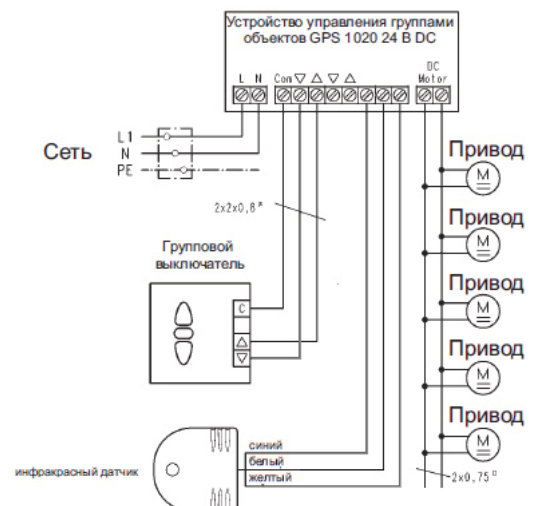 Устройство управления группами
объектов GPS 1020 24 В DC
DC
L N Con ▽ △ ▽ △ Motor
Сеть
L1
N
PE
Привод
M
2x2x0,6
Привод
M
Групповой
выключатель
C
△
▽
Привод
M
Привод
M
Привод
M
синий
белый
желтый
инфракрасный датчик
2x0,75